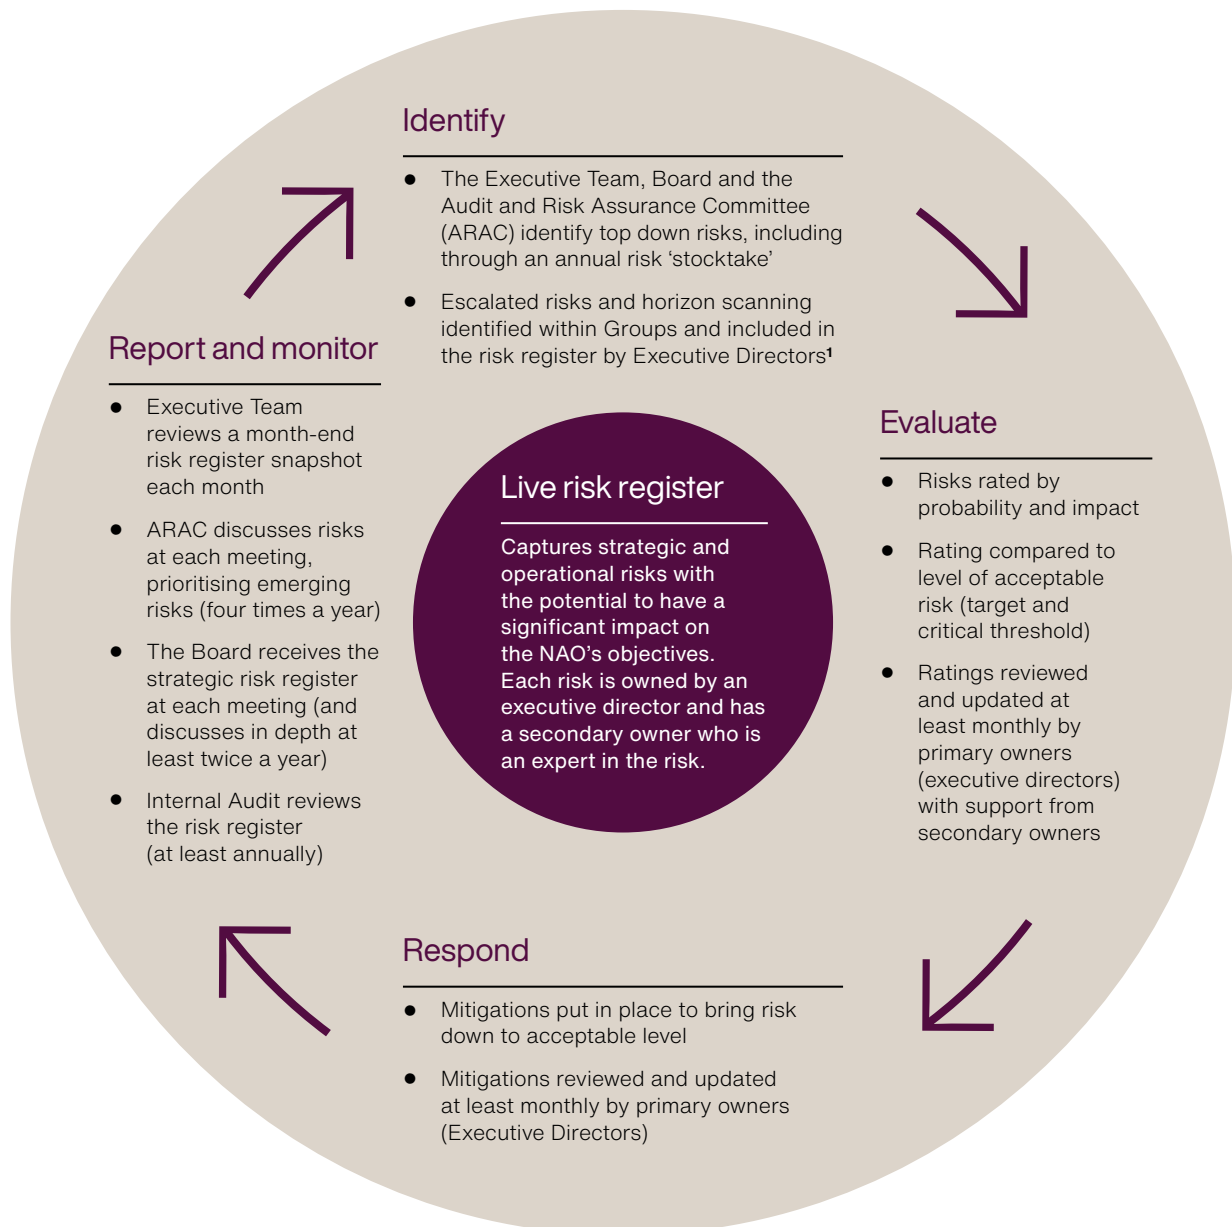 Identify
● The Executive Team, Board and the
Audit and Risk Assurance Committee
(ARAC) identify top down risks, including
through an annual risk ‘stocktake’
● Escalated risks and horizon scanning
identified within Groups and included in
the risk register by Executive Directors¹
Evaluate
● Risks rated by
probability and impact
● Rating compared to
level of acceptable
risk (target and
critical threshold)
● Ratings reviewed
and updated at
least monthly by
primary owners
(executive directors)
with support from
secondary owners
Respond
● Mitigations put in place to bring risk
down to acceptable level
● Mitigations reviewed and updated
at least monthly by primary owners
(Executive Directors)
Report and monitor
● Executive Team
reviews a month-end
risk register snapshot
each month
● ARAC discusses risks
at each meeting,
prioritising emerging
risks (four times a year)
● The Board receives the
strategic risk register
at each meeting (and
discusses in depth at
least twice a year)
● Internal Audit reviews
the risk register
(at least annually)
Live risk register
Captures strategic and
operational risks with
the potential to have a
significant impact on
the NAO’s objectives.
Each risk is owned by an
executive director and has
a secondary owner who is
an expert in the risk.